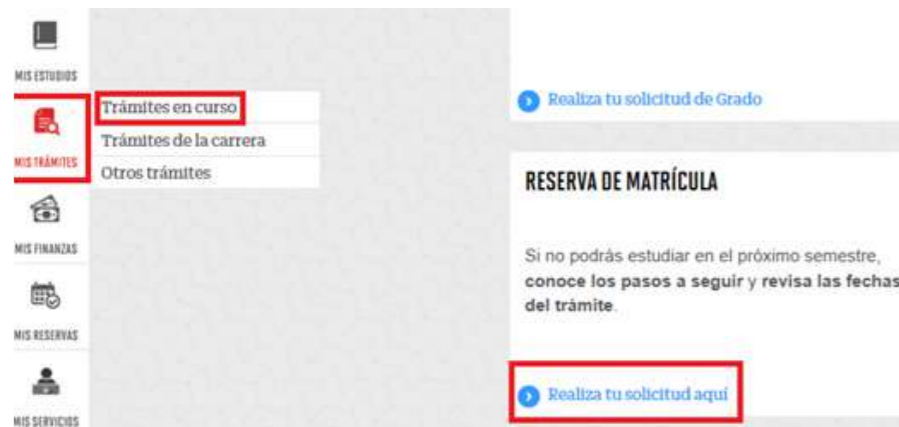 MIS ESTUDIOS
MIS TRÁMITES
MIS FINANZAS
MIS RESERVAS
MIS SERVICIOS
Trámites en curso
Trámites de la carrera
Otros trámites
Realiza tu solicitud de Grado
RESERVA DE MATRÍCULA
Si no podrás estudiar en el próximo semestre,
conoce los pasos a seguir y revisa las fechas
del trámite.
Realiza tu solicitud aquí